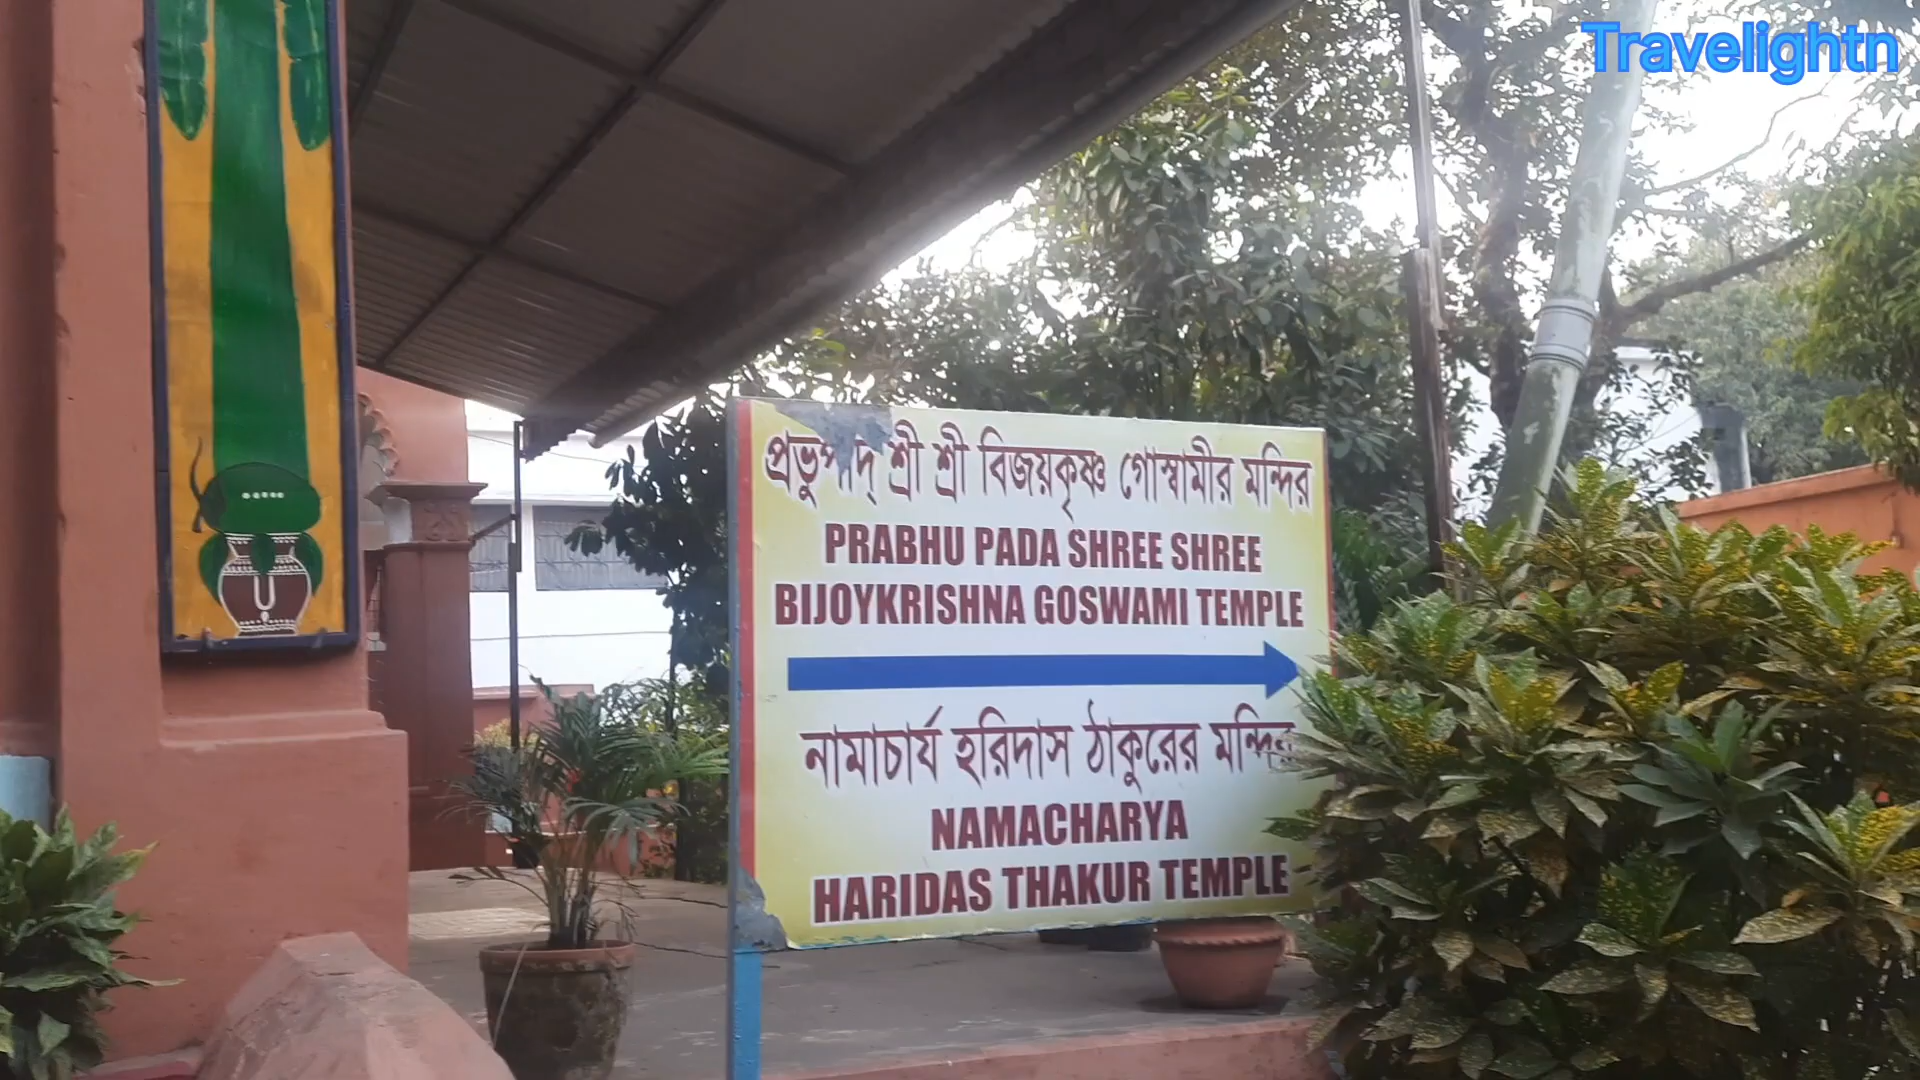 Travelightn
প্রভুপাদ্ শ্রী শ্রী বিজয়কৃষ্ণ গোস্বামীর মন্দির
PRABHU PADA SHREE SHREE
BIJOYKRISHNA GOSWAMI TEMPLE
নামাচার্য হরিদাস ঠাকুরের মন্দির
NAMACHARYA
HARIDAS THAKUR TEMPLE